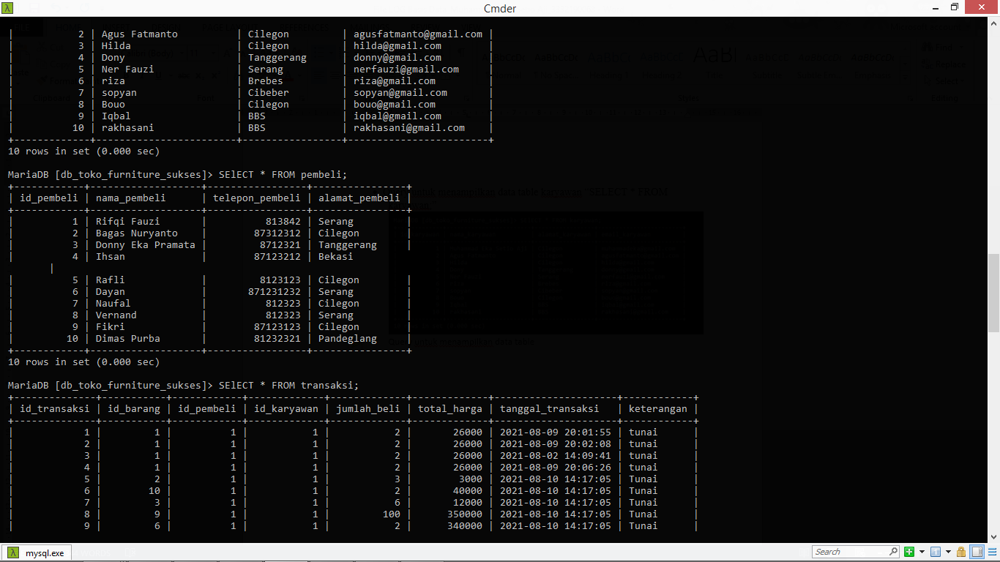 Cmder
|           2 | Agus Fatmanto          | Cilegon         | agusfatmanto@gmail.com |
|           3 | Hilda                  | Cilegon         | hilda@gmail.com        |
|           4 | Dony                   | Tanggerang      | donny@gmail.com        |
|           5 | Ner Fauzi              | Serang          | nerfauzi@gmail.com     |
|           6 | riza                   | Brebes          | riza@gmail.com         |
|           7 | sopyan                 | Cibeber         | sopyan@gmail.com       |
|           8 | Bouo                   | Cilegon         | bouo@gmail.com         |
|           9 | Iqbal                  | BBS             | iqbal@gmail.com        |
|          10 | rakhasani              | BBS             | rakhasani@gmail.com    |
+-------------+------------------------+-----------------+------------------------+
10 rows in set (0.000 sec)
MariaDB [db_toko_furniture_sukses]> SElECT * FROM pembeli;
+------------+-------------------+-----------------+----------------+
| id_pembeli | nama_pembeli      | telepon_pembeli | alamat_pembeli |
+------------+-------------------+-----------------+----------------+
|          1 | Rifqi Fauzi       |          813842 | Serang         |
|          2 | Bagas Nuryanto    |        87312312 | Cilegon        |
|          3 | Donny Eka Pramata |         8712321 | Tanggerang     |
|          4 | Ihsan             |        87123212 | Bekasi
       |
|          5 | Rafli             |         8123123 | Cilegon        |
|          6 | Dayan             |       871231232 | Serang         |
|          7 | Naufal            |          812323 | Cilegon        |
|          8 | Vernand           |          812323 | Serang         |
|          9 | Fikri             |        87123123 | Cilegon        |
|         10 | Dimas Purba       |        81232321 | Pandeglang     |
+------------+-------------------+-----------------+----------------+
10 rows in set (0.000 sec)
MariaDB [db_toko_furniture_sukses]> SElECT * FROM transaksi;
+--------------+-----------+------------+-------------+-------------+-------------+---------------------+------------+
| id_transaksi | id_barang | id_pembeli | id_karyawan | jumlah_beli | total_harga | tanggal_transaksi   | keterangan |
+--------------+-----------+------------+-------------+-------------+-------------+---------------------+------------+
|            1 |         1 |          1 |           1 |           2 |       26000 | 2021-08-09 20:01:55 | tunai      |
|            2 |         1 |          1 |           1 |           2 |       26000 | 2021-08-09 20:02:08 | tunai      |
|            3 |         1 |          1 |           1 |           2 |       26000 | 2021-08-02 14:09:41 | tunai      |
|            4 |         1 |          1 |           1 |           2 |       26000 | 2021-08-09 20:06:26 | tunai      |
|            5 |         2 |          1 |           1 |           3 |        3000 | 2021-08-10 14:17:05 | Tunai      |
|            6 |        10 |          1 |           1 |           2 |       40000 | 2021-08-10 14:17:05 | Tunai      |
|            7 |         3 |          1 |           1 |           6 |       12000 | 2021-08-10 14:17:05 | Tunai      |
|            8 |         9 |          1 |           1 |         100 |      350000 | 2021-08-10 14:17:05 | Tunai      |
|            9 |         6 |          1 |           1 |           2 |      340000 | 2021-08-10 14:17:05 | Tunai      |
mysql.exe
Search